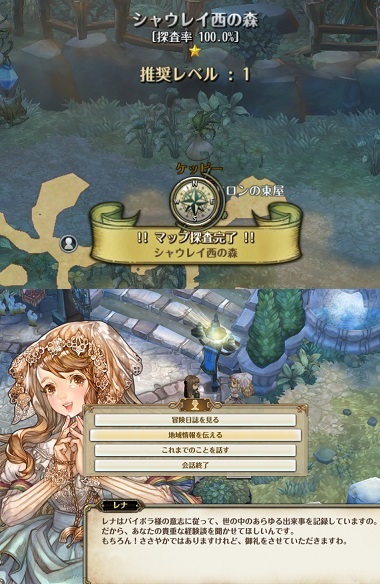 シャウレイ西の森
[探査率 100.0%]
推奨レベル : 1
ケッピー
ロンの東屋
!! マップ探査完了 !!
シャウレイ西の森
冒険日誌を見る
地域情報を伝える
これまでのことを話す
会話終了
レナ
レナはバイボラ様の意志に従って、世の中のあらゆる出来事を記録していますの。
だから、あなたの貴重な経験談を聞かせてほしいんです。
もちろん！ささやかではありますけれど、御礼をさせていただきますわ。